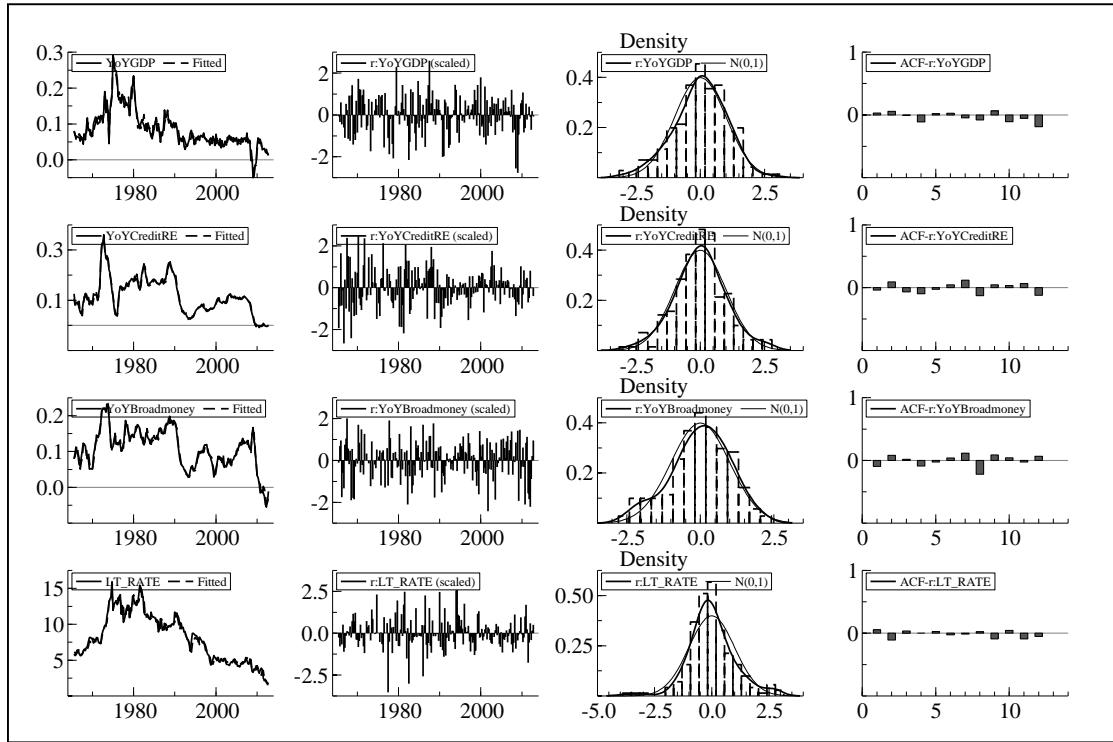 Density
0.3 YoYGDP Fitted
0.2
0.1
0.0
1980 2000
r:YoYGDP (scaled)
2
0
-2
1980 2000
r:YoYGDP N(0,1)
0.4
0.2
-2.5 0.0 2.5
1 ACF-r:YoYGDP
0
0 5 10
Density
YoYCreditRE Fitted
0.3
0.1
1980 2000
r:YoYCreditRE (scaled)
2
0
-2
1980 2000
r:YoYCreditRE N(0,1)
0.4
0.2
-2.5 0.0 2.5
1 ACF-r:YoYCreditRE
0
0 5 10
Density
YoYBroadmoney Fitted
0.2
0.1
0.0
1980 2000
r:YoYBroadmoney (scaled)
2
0
-2
1980 2000
r:YoYBroadmoney N(0,1)
0.4
0.2
-2.5 0.0 2.5
1 ACF-r:YoYBroadmoney
0
0 5 10
Density
15 LT_RATE Fitted
10
5
1980 2000
r:LT_RATE (scaled)
2.5
0.0
-2.5
1980 2000
r:LT_RATE N(0,1)
0.50
0.25
-5.0 -2.5 0.0 2.5
1 ACF-r:LT_RATE
0
0 5 10